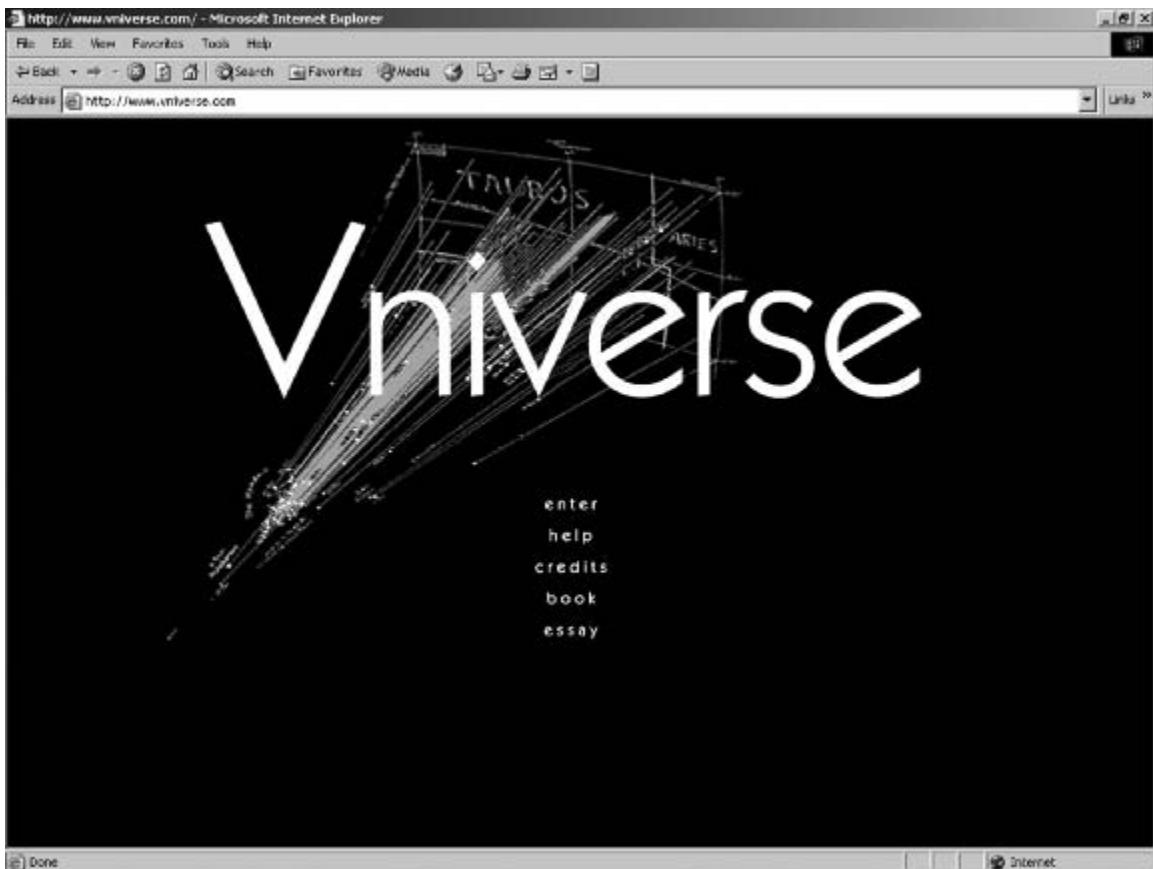 http://www.vniverse.com/ - Microsoft Internet Explorer
File Edit View Favorites Tools Help
Back Search Favorites Media
Address http://www.vniverse.com Links »
TAURUS
ARIES
Vniverse
enter
help
credits
book
essay
Done Internet